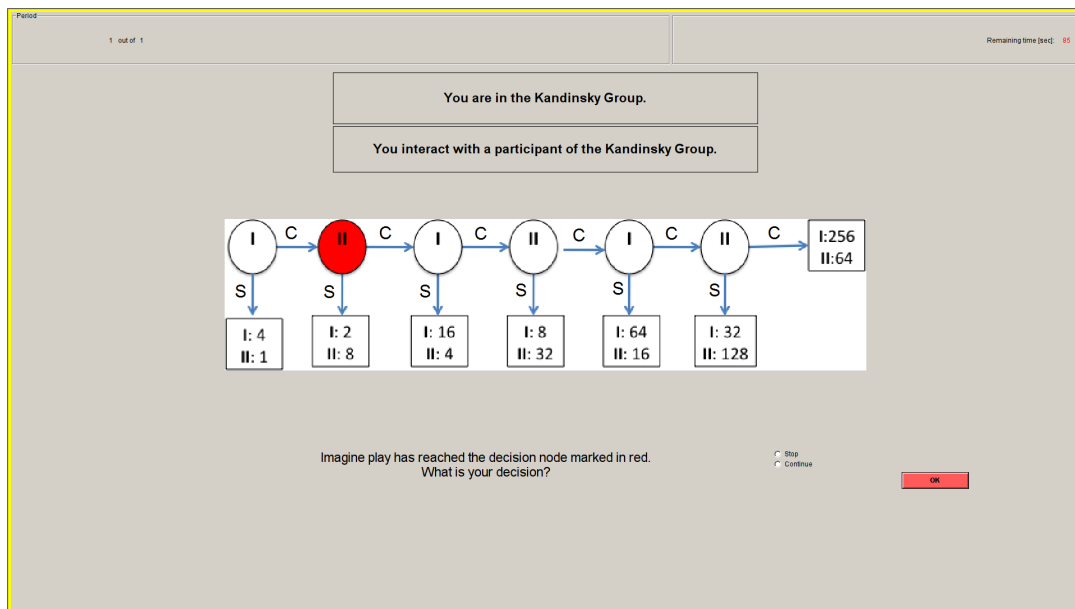 Period
1 out of 1
Remaining time [sec]: 85
You are in the Kandinsky Group.
You interact with a participant of the Kandinsky Group.
I C II C I C II C I C II C I:256
II:64
S S S S S S
I: 4 I: 2 I: 16 I: 8 I: 64 I: 32
II: 1 II: 8 II: 4 II: 32 II: 16 II: 128
Imagine play has reached the decision node marked in red.
What is your decision?
Stop
Continue
OK